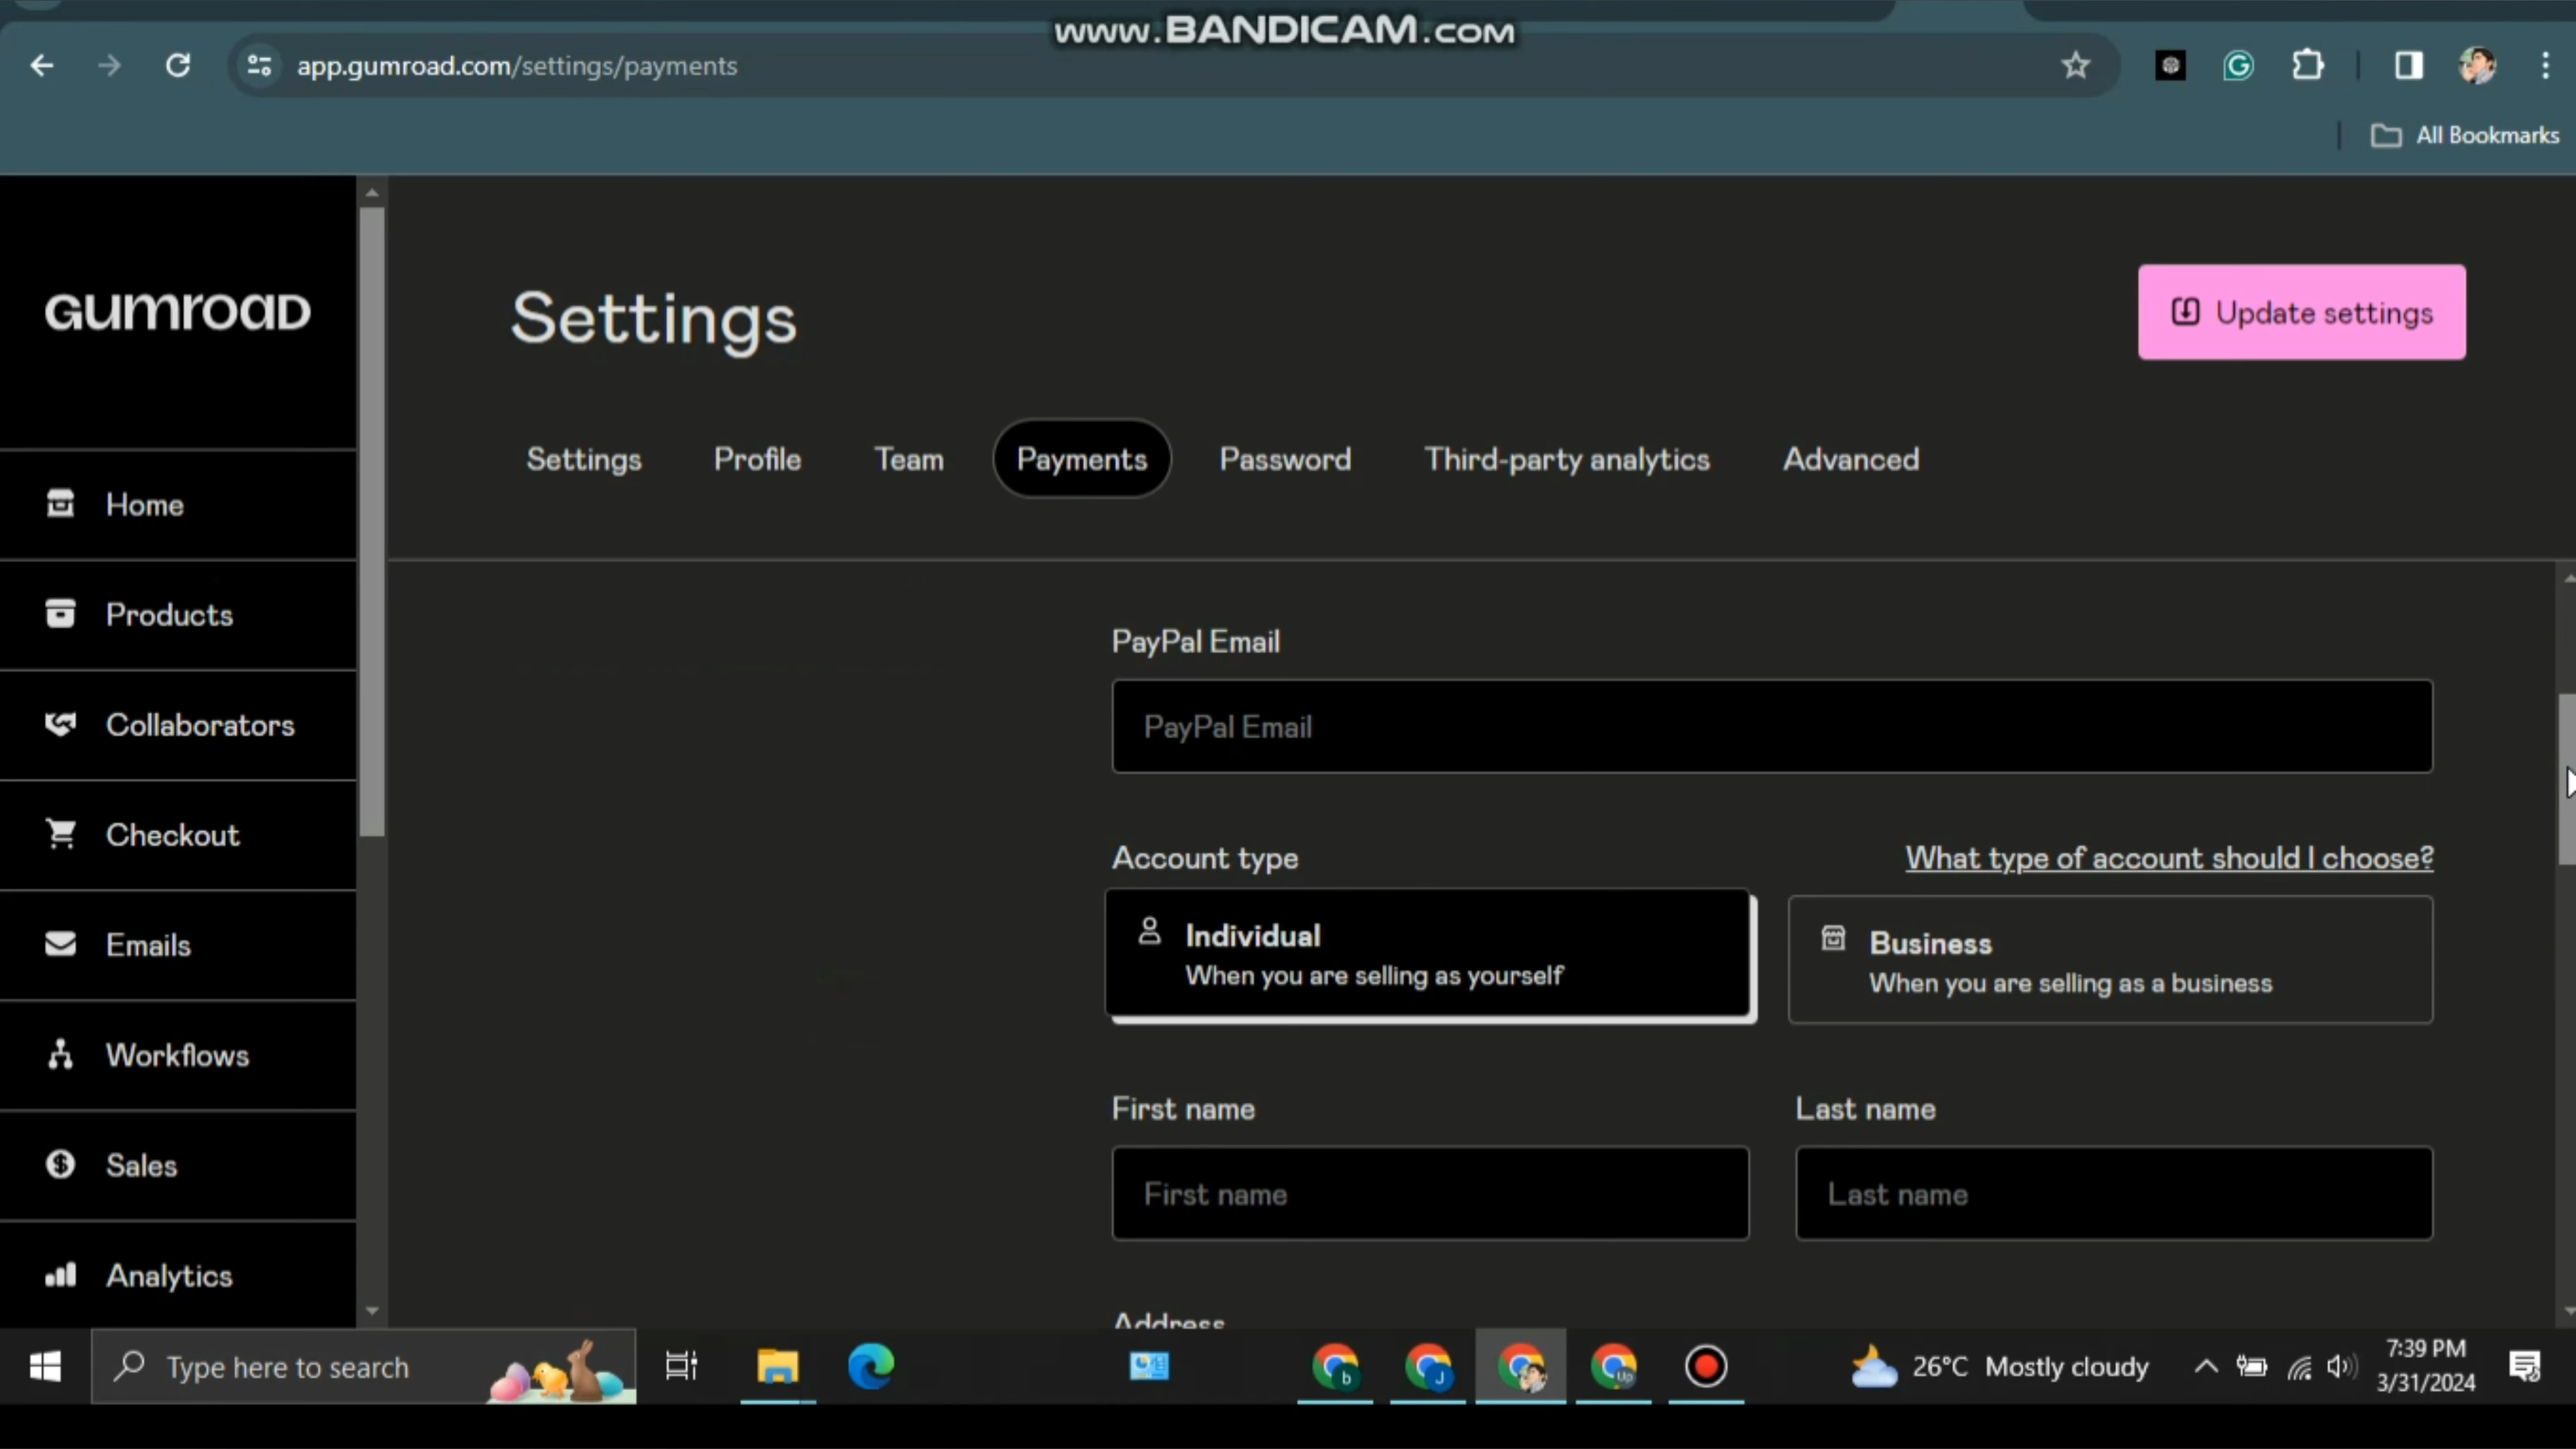 www.BANDICAM.com
app.gumroad.com/settings/payments
All Bookmarks
GUMROAD
Settings
Update settings
Settings
Profile
Team
Payments
Password
Third-party analytics
Advanced
Home
Products
Collaborators
Checkout
Emails
Workflows
Sales
Analytics
PayPal Email
PayPal Email
Account type
What type of account should I choose?
Individual
When you are selling as yourself
Business
When you are selling as a business
First name
Last name
First name
Last name
Address
Type here to search
b
J
Up
26°C Mostly cloudy
7:39 PM
3/31/2024